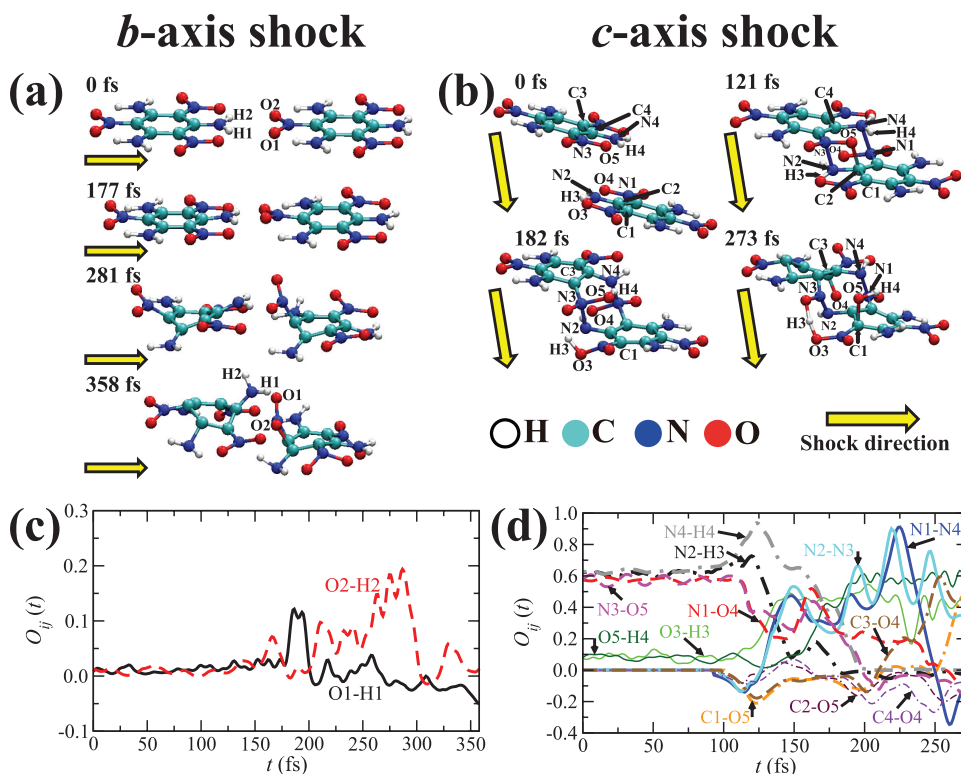 b-axis shock
c-axis shock
(a)
0 fs
O2
H2
O1
H1
177 fs
281 fs
358 fs
H2
H1
O1
O2
(b)
0 fs
C3
C4
N4
N3
O5
H4
N2
O4
N1
C2
H3
O3
C1
121 fs
C4
N4
O5
H4
N3
O4
N1
N2
H3
C1
C2
182 fs
C3
N4
N3
O5
H4
O4
N2
H3
C1
O3
273 fs
C3
N4
N1
O5
N3
H4
O4
H3
N2
O3
C1
H C N O
Shock direction
(c)
0.3
0.2
0.1
0.0
-0.1
Oij (t)
O2-H2
O1-H1
0 50 100 150 200 250 300 350
t (fs)
(d)
1.0
0.8
0.6
0.4
0.2
0.0
-0.2
-0.4
Oij (t)
N4-H4
N1-N4
N2-H3
N2-N3
N3-O5
N1-O4
C3-O4
O5-H4
O3-H3
C1-O5
C2-O5
C4-O4
0 50 100 150 200 250
t (fs)